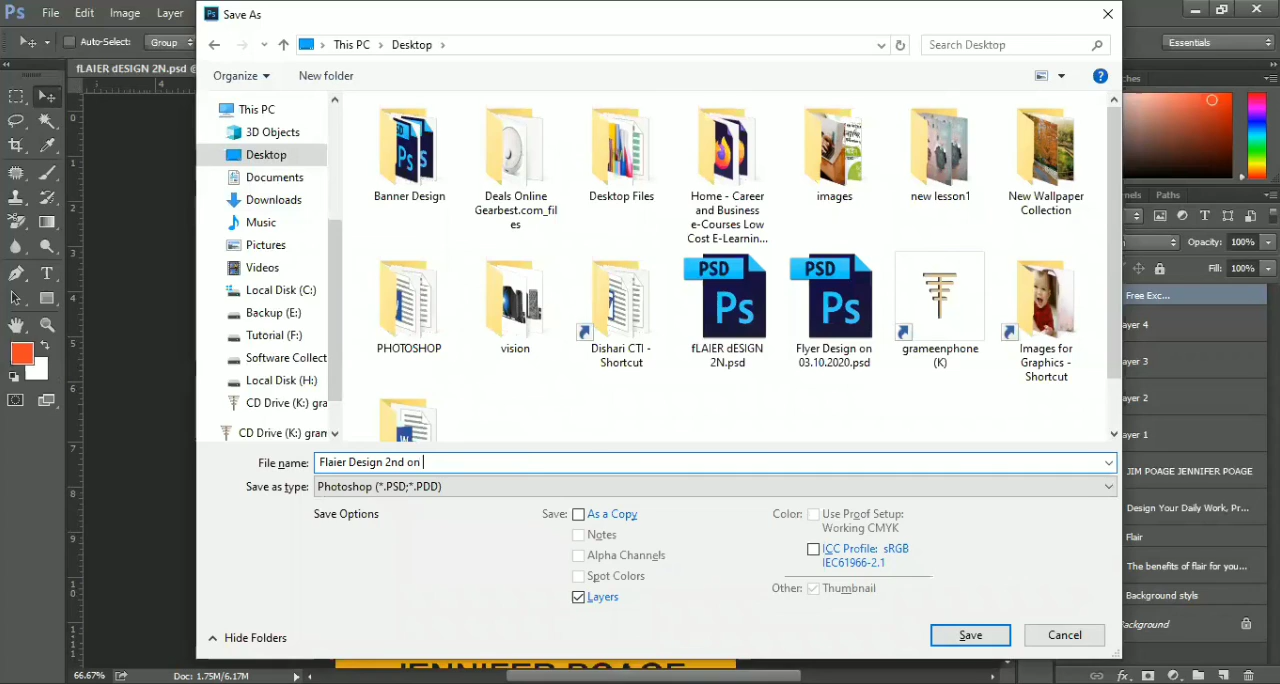 Ps File Edit Image Layer
Save As
Auto-Select: Group
This PC Desktop
Search Desktop
Essentials
Organize New folder
fLAIER dESIGN 2N.psd @
ches
This PC
3D Objects
Desktop
Documents
Downloads
Music
Pictures
Videos
Local Disk (C:)
Backup (E:)
Tutorial (F:)
Software Collect
Local Disk (H:)
CD Drive (K:) gra
CD Drive (K:) gram
Banner Design
Deals Online
Gearbest.com_fil
es
Desktop Files
Home - Career
and Business
e-Courses Low
Cost E-Learnin...
images
new lesson1
New Wallpaper
Collection
PHOTOSHOP
vision
Dishari CTI -
Shortcut
PSD
Ps
fLAIER dESIGN
2N.psd
PSD
Ps
Flyer Design on
03.10.2020.psd
grameenphone
(K)
Images for
Graphics -
Shortcut
File name: Flaier Design 2nd on
Save as type: Photoshop (*.PSD;*.PDD)
Save Options
Save: As a Copy
Notes
Alpha Channels
Spot Colors
Layers
Color: Use Proof Setup:
Working CMYK
ICC Profile: sRGB
IEC61966-2.1
Other: Thumbnail
Hide Folders
Save Cancel
nels Paths
Opacity: 100%
Fill: 100%
Free Exc...
ayer 4
ayer 3
ayer 2
ayer 1
JIM POAGE JENNIFER POAGE
Design Your Daily Work, Pr...
Flair
The benefits of flair for you...
Background styls
ackground
JENNIFER POAGE
66.67% Doc: 1.75M/6.17M